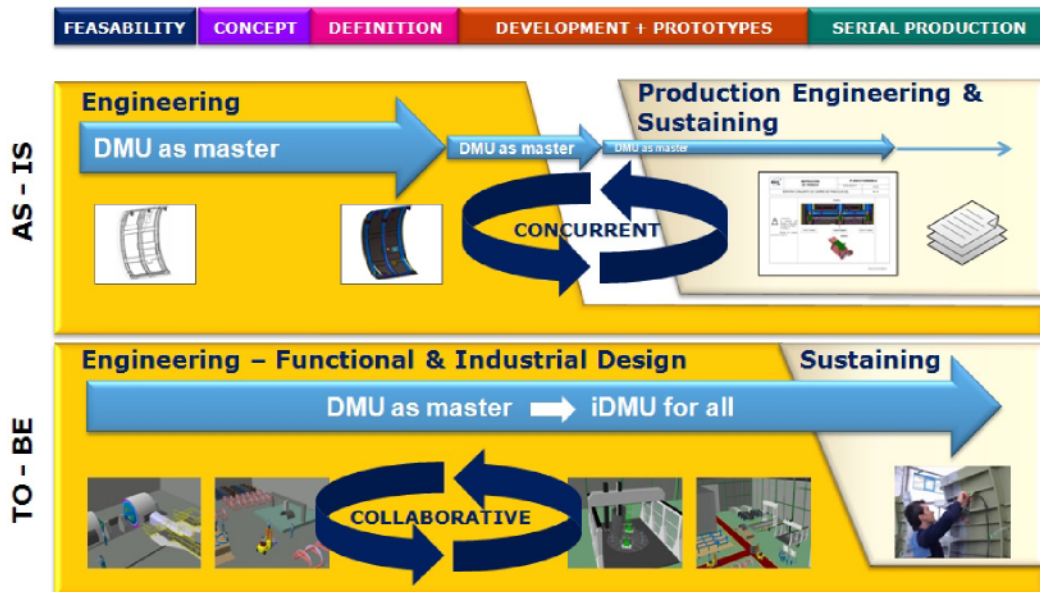 FEASABILITY
CONCEPT
DEFINITION
DEVELOPMENT + PROTOTYPES
SERIAL PRODUCTION
AS - IS
Engineering
Production Engineering &
Sustaining
DMU as master
DMU as master
DMU as master
CONCURRENT
TO - BE
Engineering – Functional & Industrial Design
Sustaining
DMU as master
iDMU for all
COLLABORATIVE